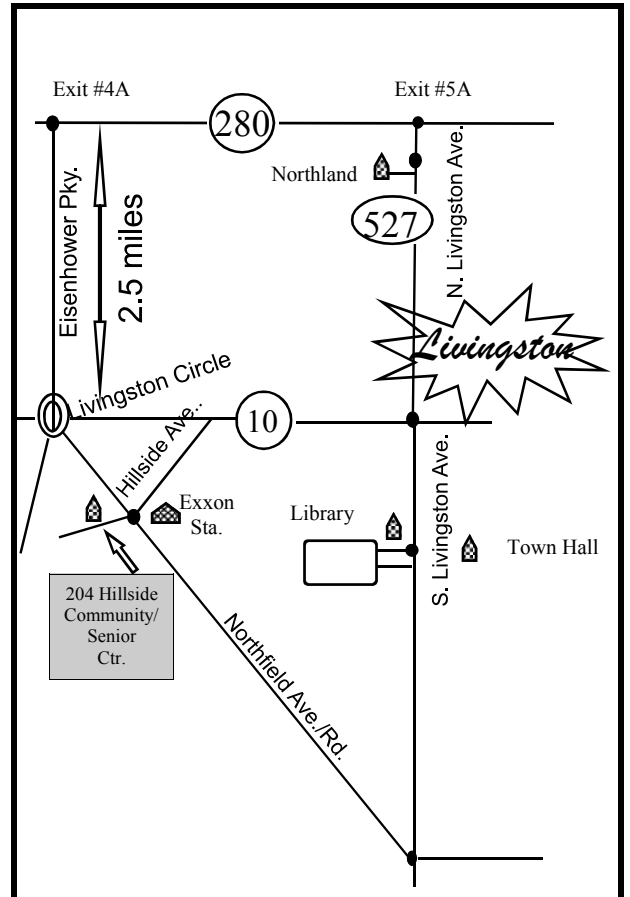 Exit #4A
Exit #5A
280
Northland
527
N. Livingston Ave.
Eisenhower Pky.
2.5 miles
Livingston
Livingston Circle
10
Hillside Ave..
Exxon
Sta.
Library
S. Livingston Ave.
Town Hall
204 Hillside
Community/
Senior
Ctr.
Northfield Ave./Rd.